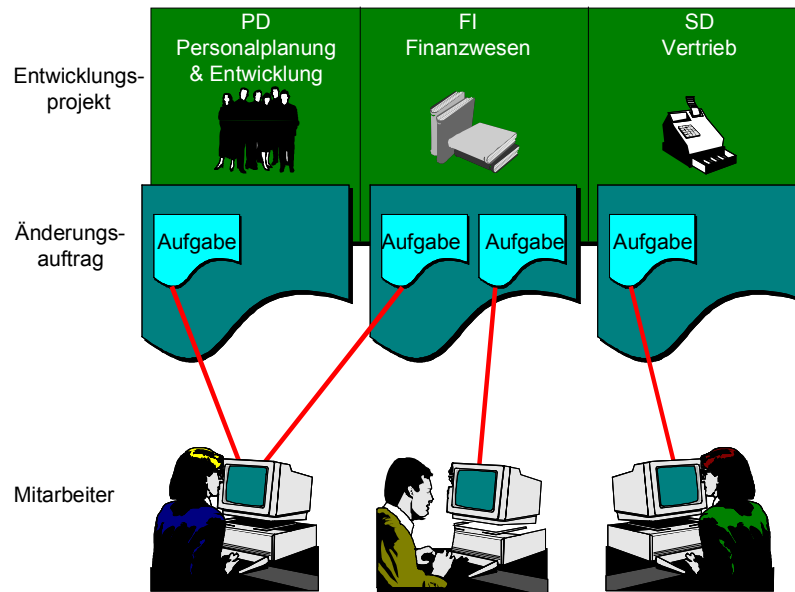 PD
Personalplanung
& Entwicklung
FI
Finanzwesen
SD
Vertrieb
Entwicklungs-
projekt
Änderungs-
auftrag
Aufgabe
Aufgabe
Aufgabe
Aufgabe
Mitarbeiter